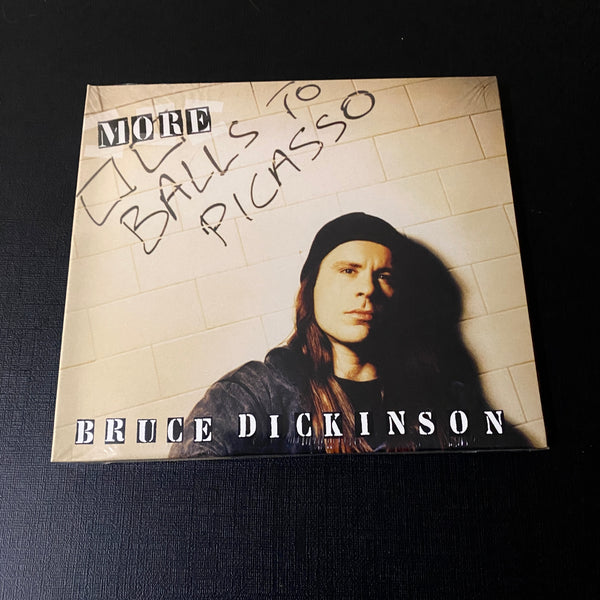 MORE
BALLS TO
PICASSO
BRUCE DICKINSON